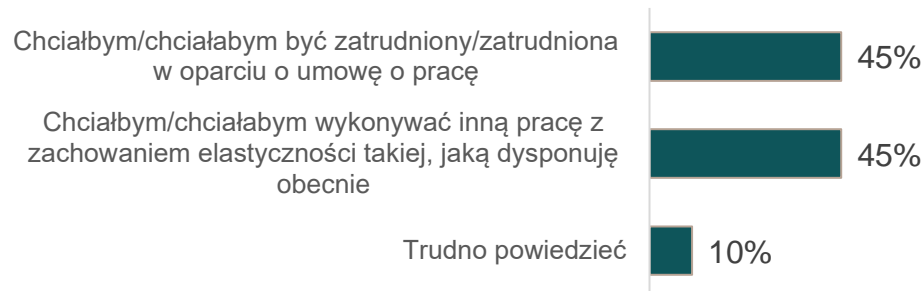 Chciałbym/chciałabym być zatrudniony/zatrudniona
w oparciu o umowę o pracę
45%
Chciałbym/chciałabym wykonywać inną pracę z
zachowaniem elastyczności takiej, jaką dysponuję
obecnie
45%
Trudno powiedzieć
10%